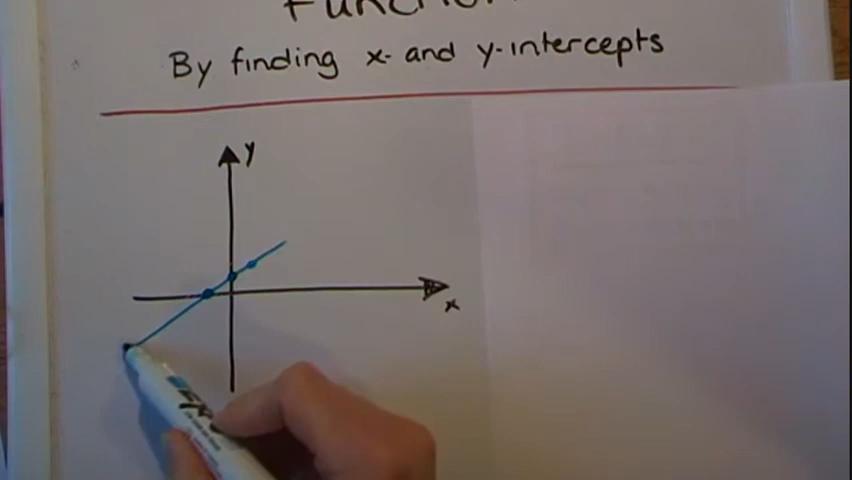 By finding x- and y-intercepts
y
x